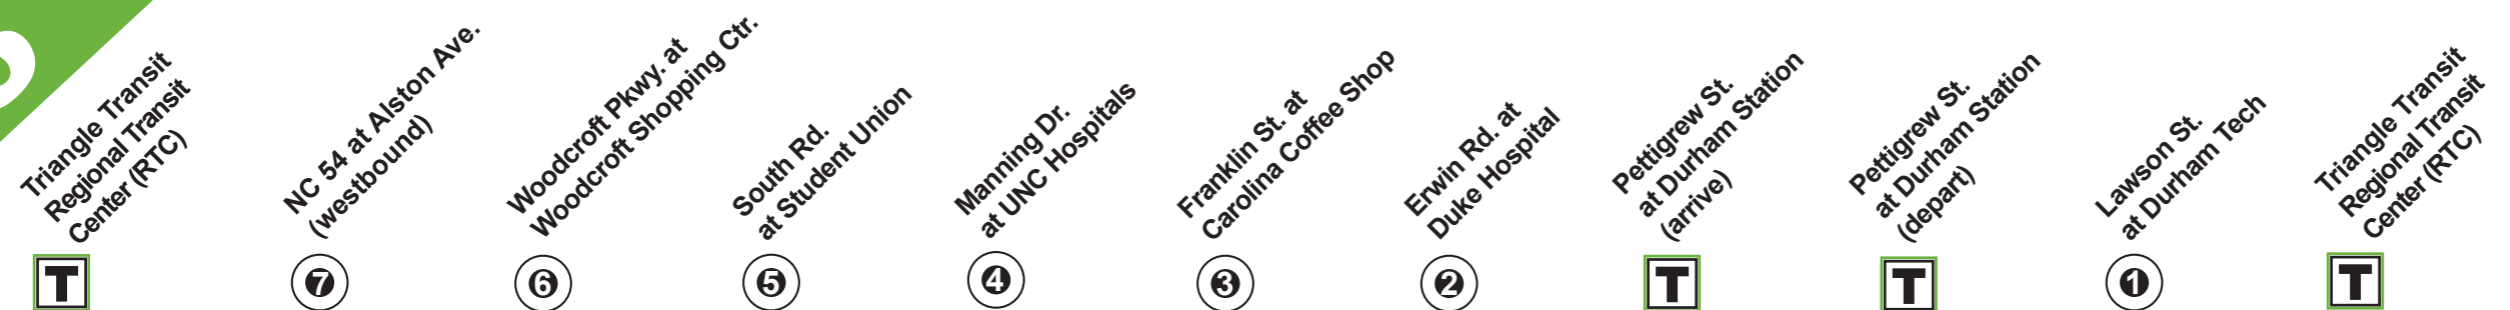 Triangle Transit
Regional Transit
Center (RTC)
T
NC 54 at Alston Ave.
(westbound)
7
Woodcroft Pkwy. at
Woodcroft Shopping Ctr.
6
South Rd.
at Student Union
5
Manning Dr.
at UNC Hospitals
4
Franklin St. at
Carolina Coffee Shop
3
Erwin Rd. at
Duke Hospital
2
Pettigrew St.
at Durham Station
(arrive)
T
Pettigrew St.
at Durham Station
(depart)
T
Lawson St.
at Durham Tech
1
Triangle Transit
Regional Transit
Center (RTC)
T